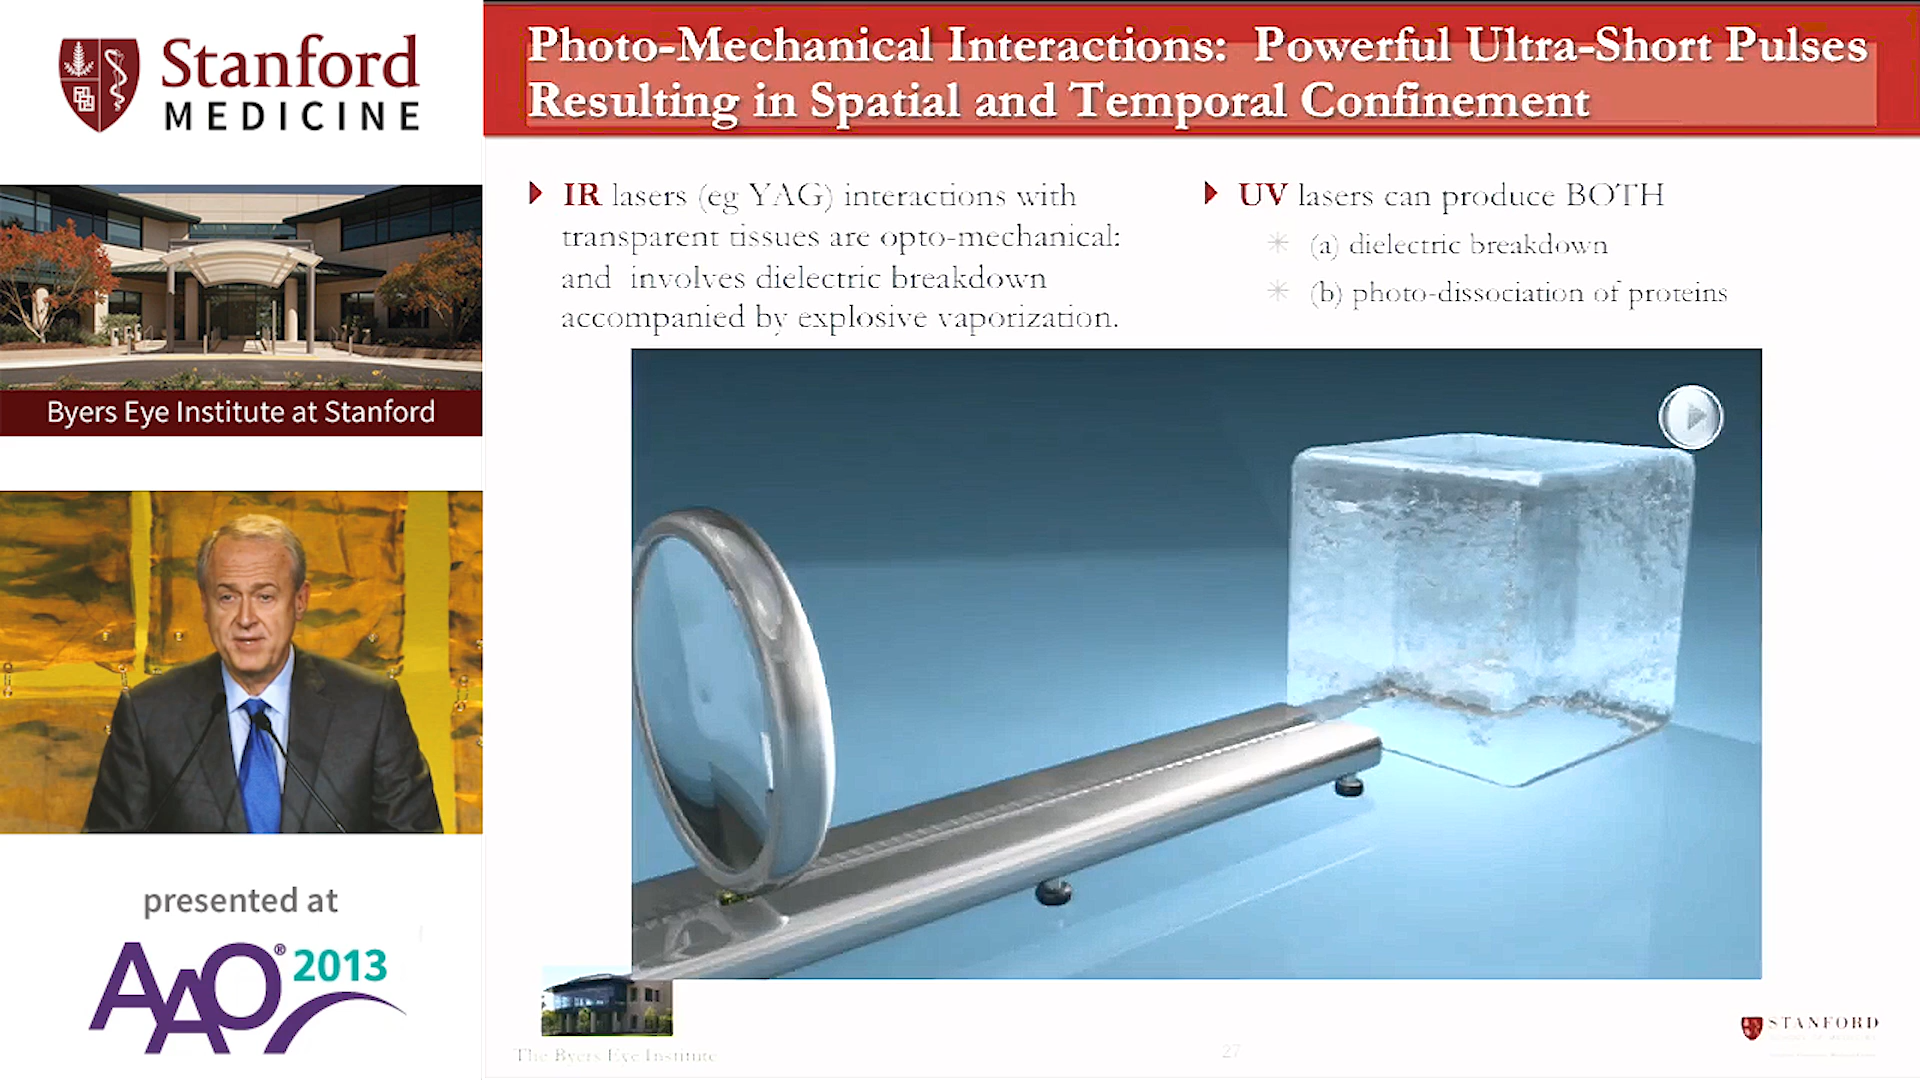 Stanford
MEDICINE
Byers Eye Institute at Stanford
presented at
AAO® 2013
Photo-Mechanical Interactions: Powerful Ultra-Short Pulses
Resulting in Spatial and Temporal Confinement
IR lasers (eg YAG) interactions with
transparent tissues are opto-mechanical:
and involves dielectric breakdown
accompanied by explosive vaporization.
UV lasers can produce BOTH
(a) dielectric breakdown
(b) photo-dissociation of proteins
The Byers Eye Institute
27
STANFORD